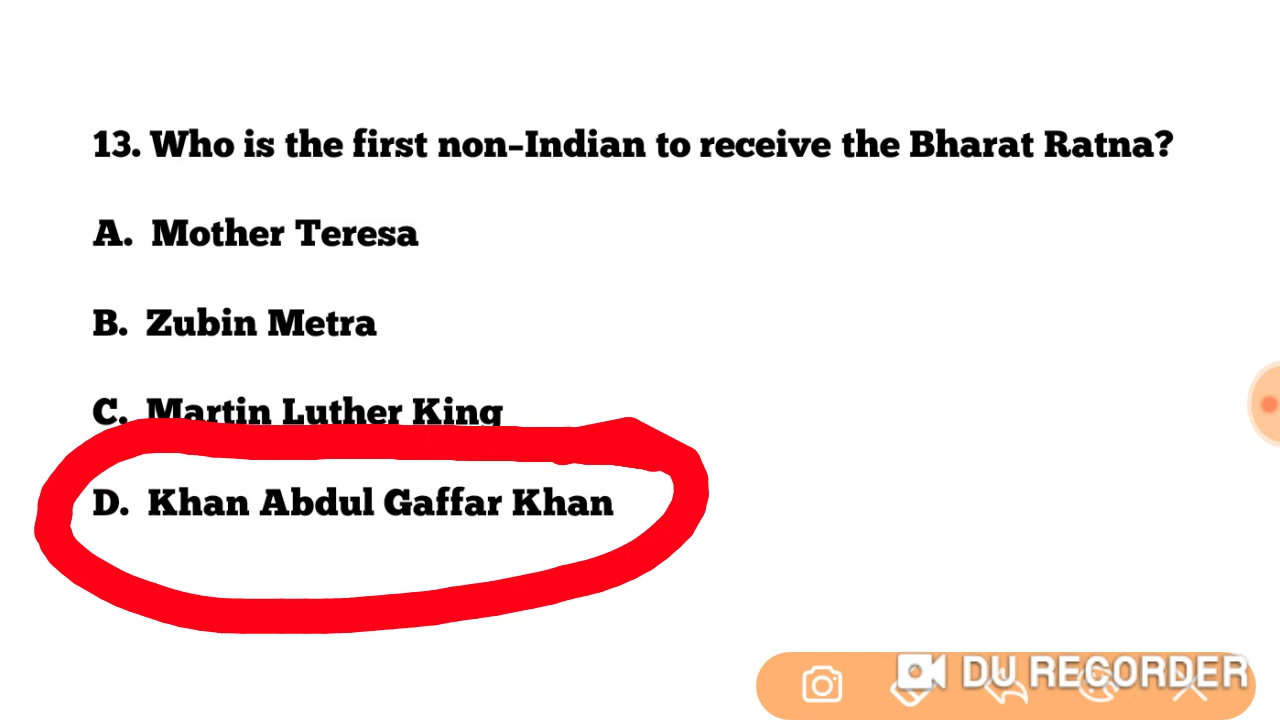 13. Who is the first non-Indian to receive the Bharat Ratna?
A. Mother Teresa
B. Zubin Metra
C. Martin Luther King
D. Khan Abdul Gaffar Khan
DU RECORDER